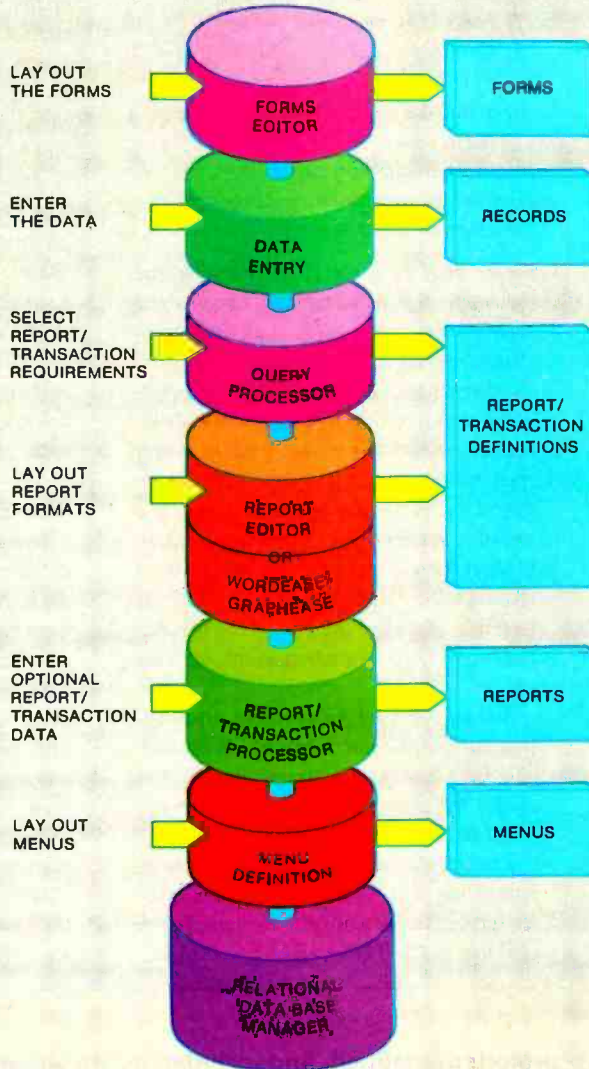 LAY OUT
THE FORMS
FORMS
EDITOR
FORMS
ENTER
THE DATA
DATA
ENTRY
RECORDS
SELECT
REPORT/
TRANSACTION
REQUIREMENTS
QUERY
PROCESSOR
REPORT/
TRANSACTION
DEFINITIONS
LAY OUT
REPORT
FORMATS
REPORT
EDITOR
OR
WORDEASE/
GRAPHEASE
ENTER
OPTIONAL
REPORT/
TRANSACTION
DATA
REPORT/
TRANSACTION
PROCESSOR
REPORTS
LAY OUT
MENUS
MENU
DEFINITION
MENUS
RELATIONAL
DATA BASE
MANAGER